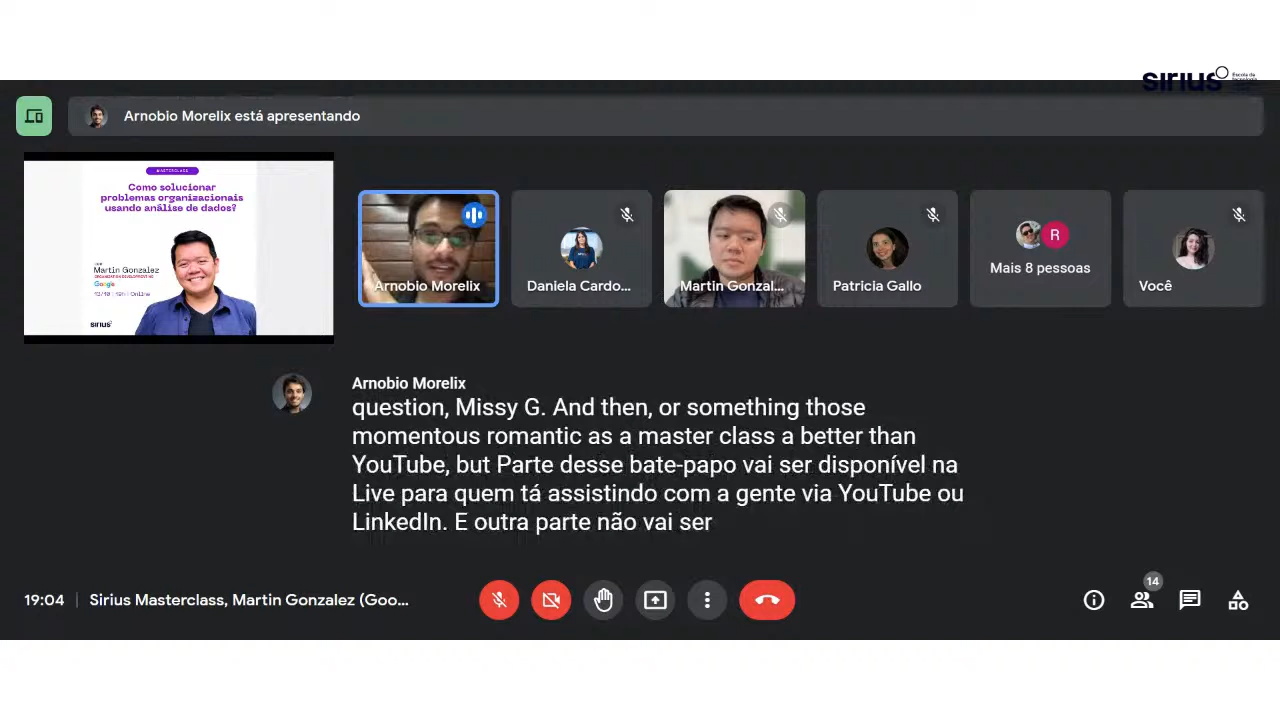 sirius
Escola de
tecnologia
Arnobio Morelix está apresentando
MASTERCLASS
Como solucionar
problemas organizacionais
usando análise de dados?
Martin Gonzalez
Google
sirius
Arnobio Morelix
Daniela Cardo...
Martin Gonzal...
Patricia Gallo
R
Mais 8 pessoas
Você
Arnobio Morelix
question, Missy G. And then, or something those
momentous romantic as a master class a better than
YouTube, but Parte desse bate-papo vai ser disponível na
Live para quem tá assistindo com a gente via YouTube ou
LinkedIn. E outra parte não vai ser
19:04 | Sirius Masterclass, Martin Gonzalez (Goo...
14